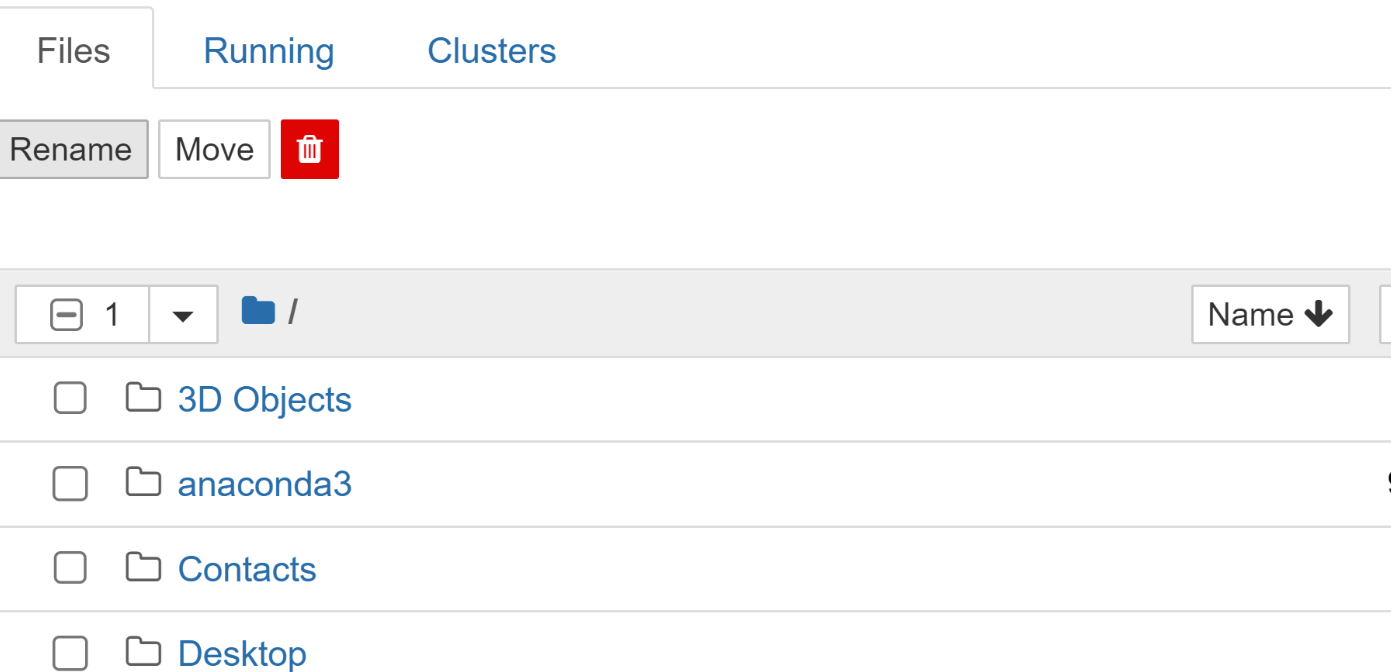 Files Running Clusters
Rename Move
1 / Name
3D Objects
anaconda3
Contacts
Desktop